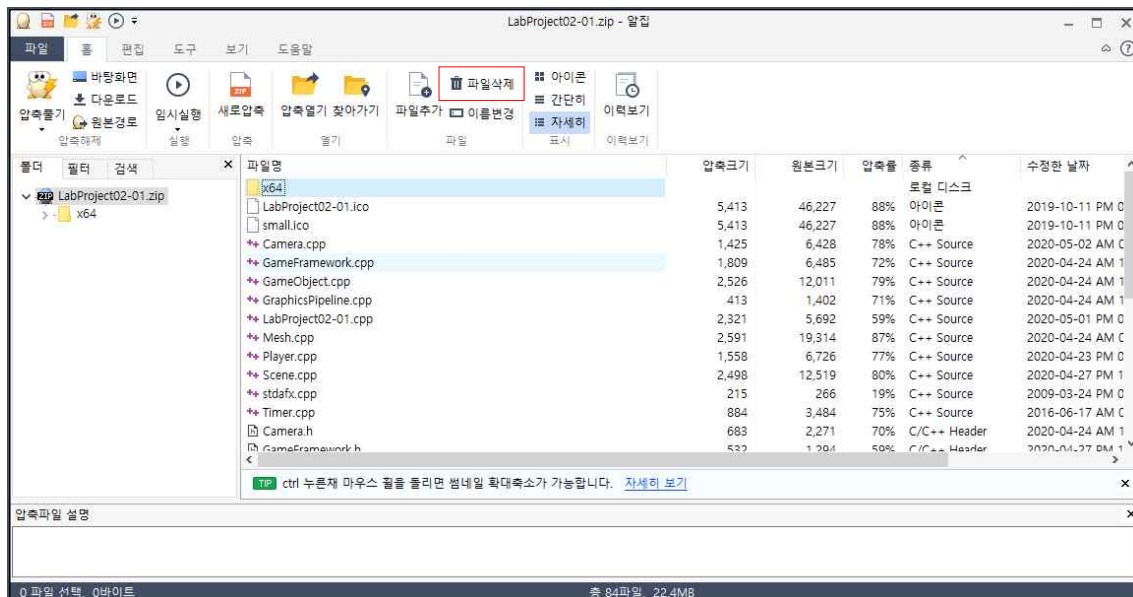 LabProject02-01.zip - 알집
파일 홈 편집 도구 보기 도움말
압축풀기 바탕화면 다운로드 원본경로 임시실행 새로압축 압축열기 찾아가기 파일추가 파일삭제 이름변경 아이콘 간단히 자세히 이력보기
압축해제 실행 압축 열기 파일 표시 이력보기
폴더 필터 검색 파일명 압축크기 원본크기 압축률 종류 수정한 날짜
LabProject02-01.zip
x64
x64 로컬 디스크
LabProject02-01.ico 5,413 46,227 88% 아이콘 2019-10-11 PM 0
small.ico 5,413 46,227 88% 아이콘 2019-10-11 PM 0
Camera.cpp 1,425 6,428 78% C++ Source 2020-05-02 AM
GameFramework.cpp 1,809 6,485 72% C++ Source 2020-04-24 AM 1
GameObject.cpp 2,526 12,011 79% C++ Source 2020-04-24 AM 1
GraphicsPipeline.cpp 413 1,402 71% C++ Source 2020-04-24 AM 1
LabProject02-01.cpp 2,321 5,692 59% C++ Source 2020-05-01 PM 0
Mesh.cpp 2,591 19,314 87% C++ Source 2020-04-24 AM
Player.cpp 1,558 6,726 77% C++ Source 2020-04-23 PM 0
Scene.cpp 2,498 12,519 80% C++ Source 2020-04-27 PM 1
stdafx.cpp 215 266 19% C++ Source 2009-03-24 PM 0
Timer.cpp 884 3,484 75% C++ Source 2016-06-17 AM
Camera.h 683 2,271 70% C/C++ Header 2020-04-24 AM 1
GameFramework.h 532 1,294 59% C/C++ Header 2020-04-27 PM 1
TIP ctrl 누른채 마우스 휠을 돌리면 썸네일 확대축소가 가능합니다. 자세히 보기
압축파일 설명
0 파일 선택, 0바이트 총 84파일, 22.4MB